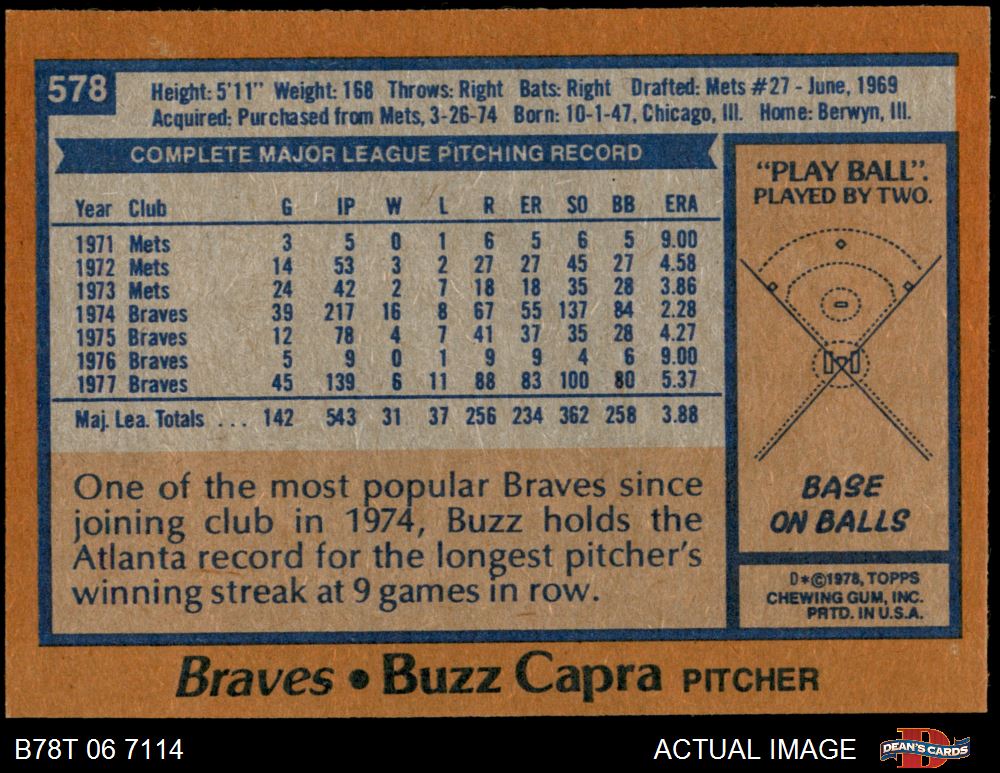 578
Height: 5'11" Weight: 168 Throws: Right Bats: Right Drafted: Mets #27 - June, 1969
Acquired: Purchased from Mets, 3-26-74 Born: 10-1-47, Chicago, Ill. Home: Berwyn, Ill.
COMPLETE MAJOR LEAGUE PITCHING RECORD
Year Club G IP W L R ER SO BB ERA
1971 Mets 3 5 0 1 6 5 6 5 9.00
1972 Mets 14 53 3 2 27 27 45 27 4.58
1973 Mets 24 42 2 7 18 18 35 28 3.86
1974 Braves 39 217 16 8 67 55 137 84 2.28
1975 Braves 12 78 4 7 41 37 35 28 4.27
1976 Braves 5 9 0 1 9 9 4 6 9.00
1977 Braves 45 139 6 11 88 83 100 80 5.37
Maj. Lea. Totals ... 142 543 31 37 256 234 362 258 3.88
One of the most popular Braves since
joining club in 1974, Buzz holds the
Atlanta record for the longest pitcher's
winning streak at 9 games in row.
"PLAY BALL".
PLAYED BY TWO.
BASE
ON BALLS
D*©1978, TOPPS
CHEWING GUM, INC.
PRTD. IN U.S.A.
Braves • Buzz Capra PITCHER
B78T 06 7114
ACTUAL IMAGE
DEAN'S CARDS